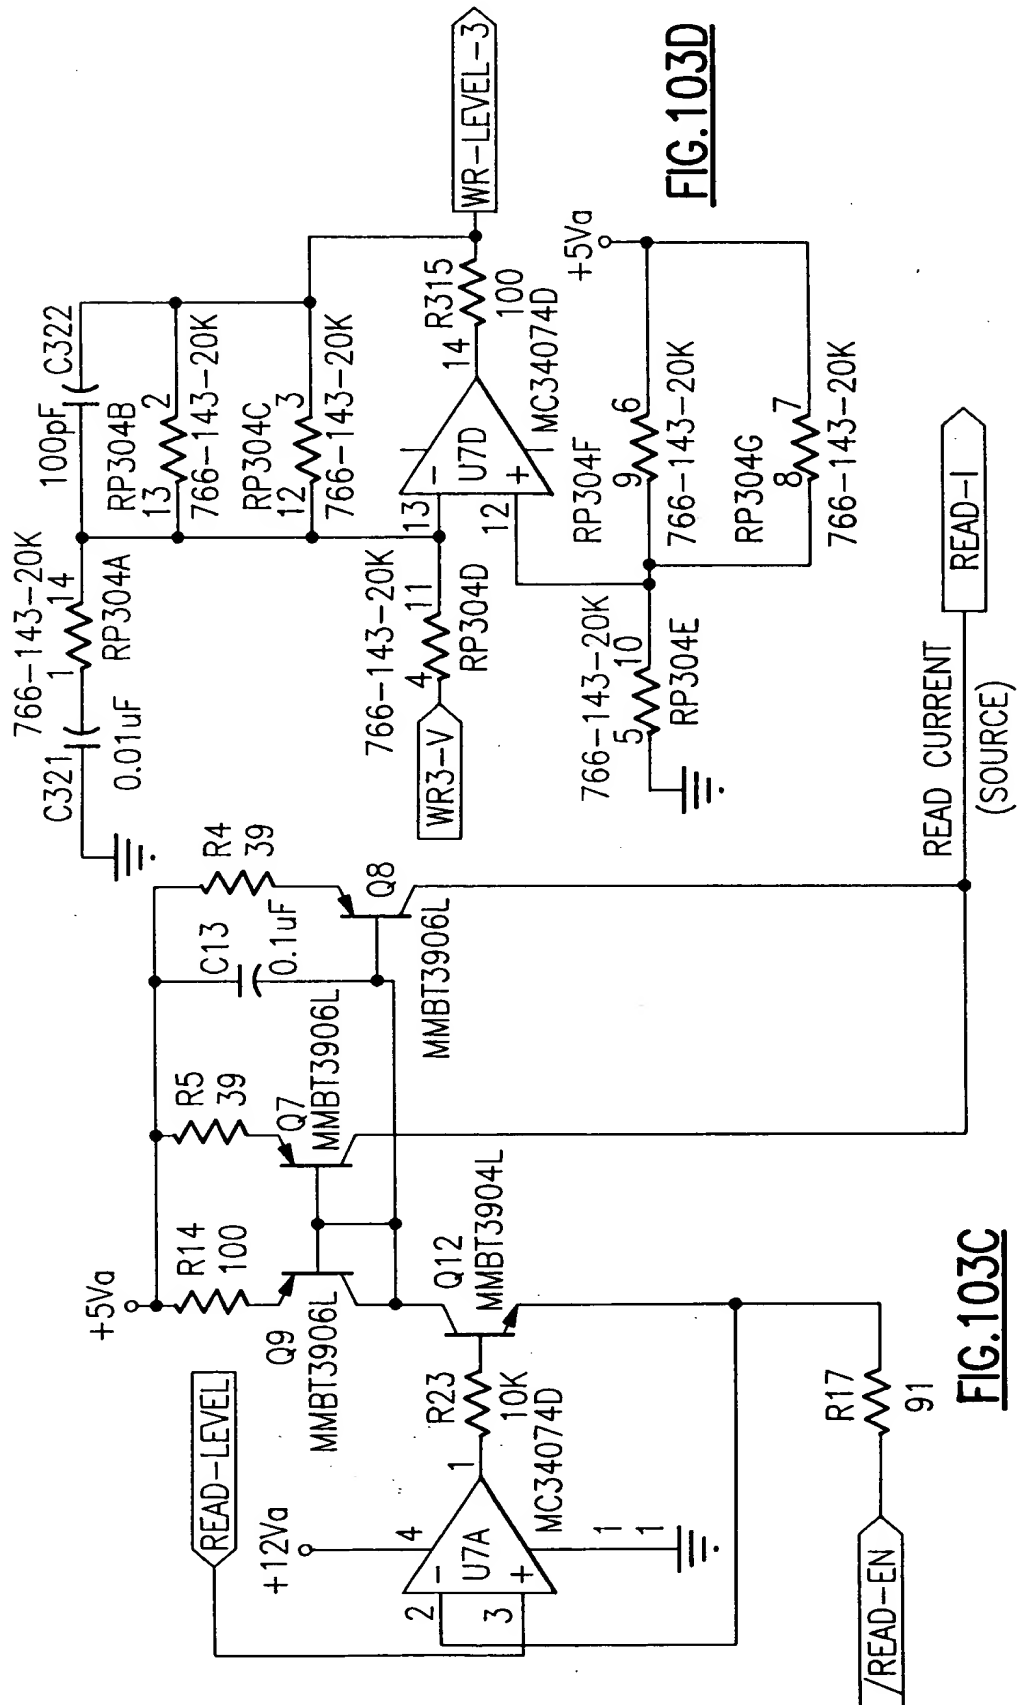 READ-LEVEL
+12Va
4
2
3
U7A
-
+
1
MC34074D
1
1
R23
10K
+5Va
R14
100
Q9
MMBT3906L
R5
39
Q7
MMBT3906L
C13
0.1uF
R4
39
Q8
MMBT3906L
Q12
MMBT3904L
R17
91
/READ-EN
READ CURRENT
(SOURCE)
READ-I
FIG.103C
C321
0.01uF
766-143-20K
1
14
RP304A
100pF
C322
RP304B
13
2
766-143-20K
RP304C
12
3
766-143-20K
WR3-V
766-143-20K
4
11
RP304D
13
12
U7D
-
+
14
MC34074D
R315
100
WR-LEVEL-3
766-143-20K
5
10
RP304E
RP304F
9
6
766-143-20K
RP304G
8
7
766-143-20K
+5Va
FIG.103D